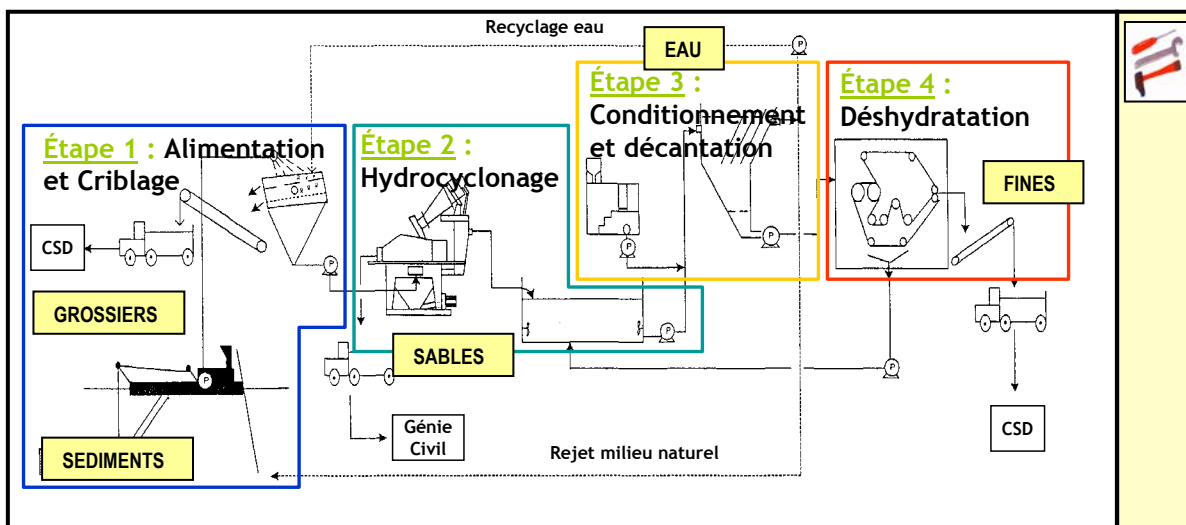 Recyclage eau
P
EAU
Étape 1 : Alimentation
et Criblage
Étape 2 :
Hydrocyclonage
Étape 3 :
Conditionnement
et décantation
Étape 4 :
Déshydratation
FINES
CSD
P
P
GROSSIERS
P
SABLES
P
P
P
SEDIMENTS
Génie
Civil
Rejet milieu naturel
CSD